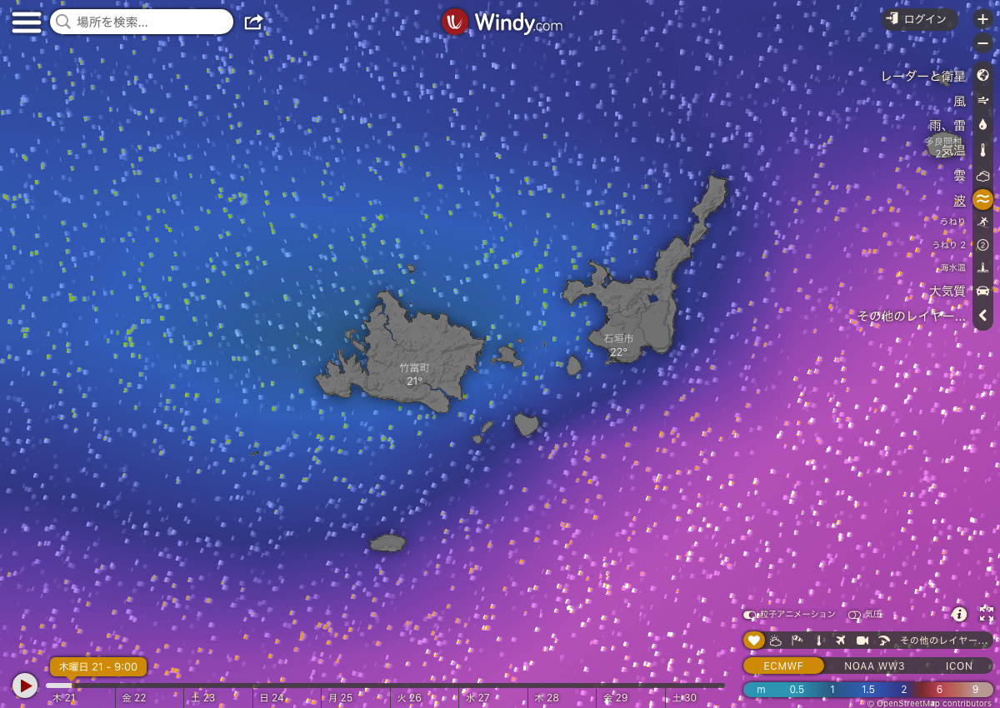 場所を検索...
Windy.com
ログイン
レーダーと衛星
風
雨、雷
多良間村
22°
気温
雲
波
うねり
うねり 2
海水温
大気質
その他のレイヤー...
石垣市
22°
竹富町
21°
粒子アニメーション
気圧
その他のレイヤー...
木曜日 21 - 9:00
ECMWF NOAA WW3 ICON
木 21 金 22 土 23 日 24 月 25 火 26 水 27 木 28 金 29 土 30
m 0.5 1 1.5 2 6 9
© OpenStreetMap contributors